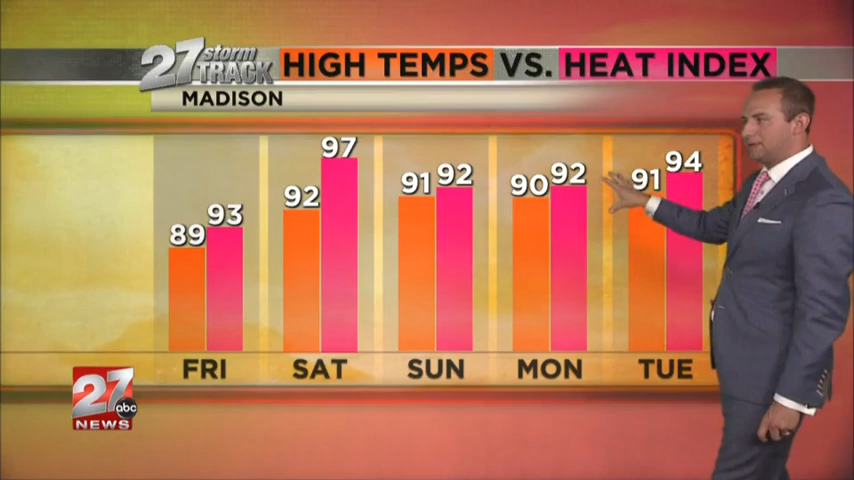 27 storm TRACK HIGH TEMPS VS. HEAT INDEX
MADISON
89 93 92 97 91 92 90 92 91 94
FRI SAT SUN MON TUE
27
abc
NEWS